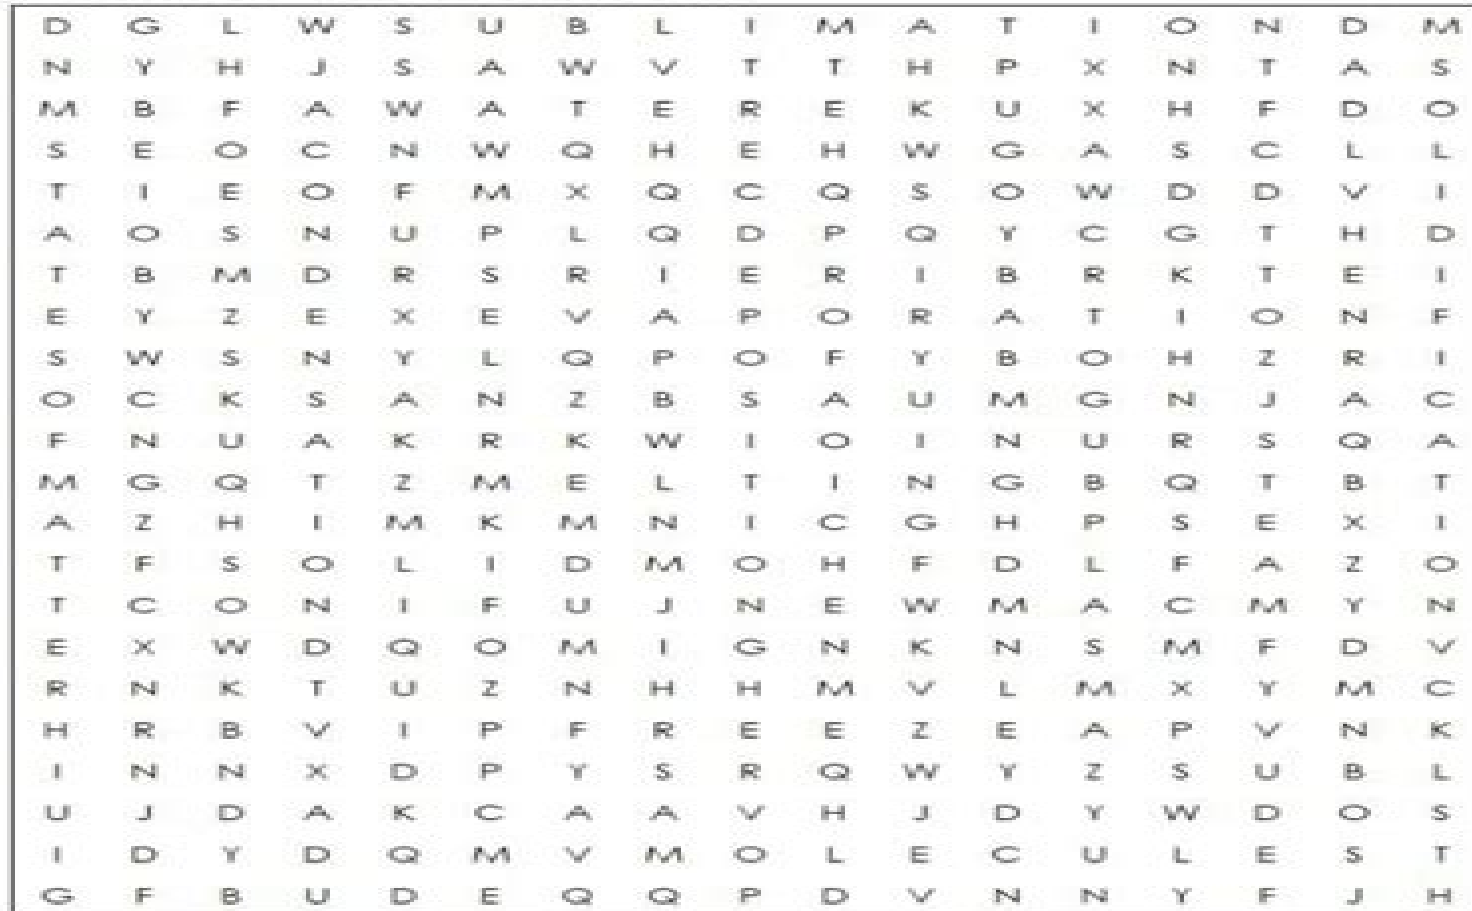 D G L W S U B L I M A T I O N D M
N Y H J S A W V T T H P X N T A S
M B F A W A T E R E K U X H F D O
S E O C N W Q H E H W G A S C L L
T I E O F M X Q C Q S O W D D V I
A O S N U P L Q D P Q Y C G T H D
T B M D R S R I E R I B R K T E I
E Y Z E X E V A P O R A T I O N F
S W S N Y L Q P O F Y B O H Z R I
O C K S A N Z B S A U M G N J A C
F N U A K R K W I O I N U R S Q A
M G Q T Z M E L T I N G B Q T B T
A Z H I M K M N I C G H P S E X I
T F S O L I D M O H F D L F A Z O
T C O N I F U J N E W M A C M Y N
E X W D Q O M I G N K N S M F D V
R N K T U Z N H H M V L M X Y M C
H R B V I P F R E E Z E A P V N K
I N N X D P Y S R Q W Y Z S U B L
U J D A K C A A V H J D Y W D O S
I D Y D Q M V M O L E C U L E S T
G F B U D E Q Q P D V N N Y F J H